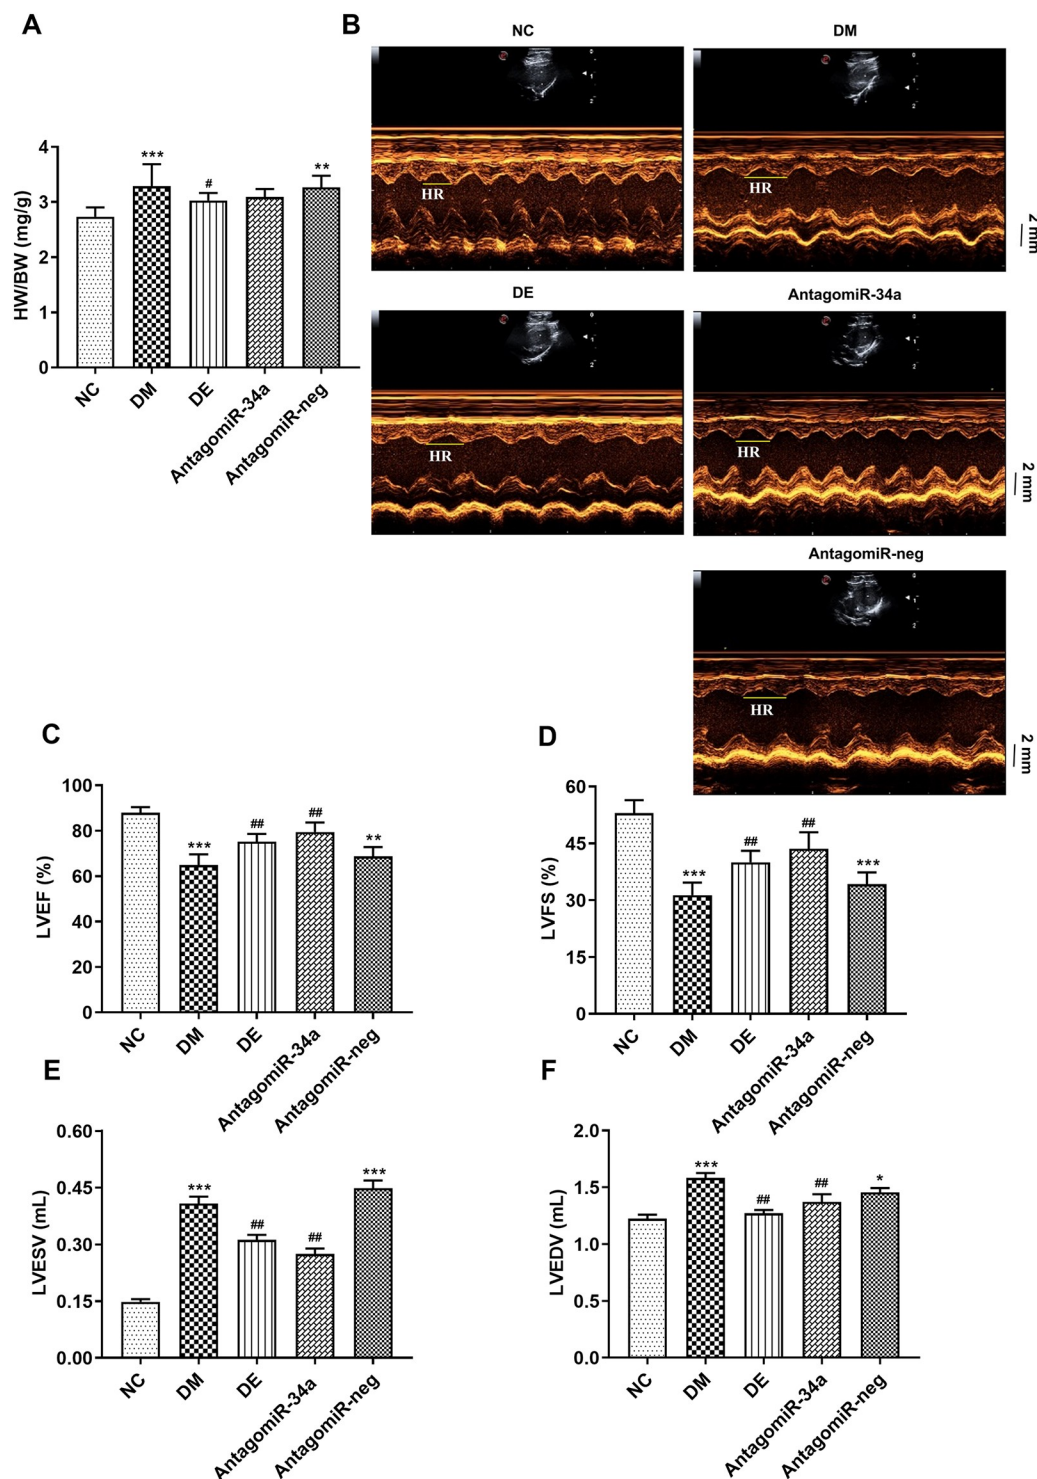 A
B
NC
DM
HR
HR
2 mm
DE
AntagomiR-34a
HR
HR
2 mm
AntagomiR-neg
HR
2 mm
HW/BW (mg/g)
4
3
2
1
0
***
#
**
NC
DM
DE
AntagomiR-34a
AntagomiR-neg
C
LVEF (%)
100
80
60
40
20
0
***
##
##
**
NC
DM
DE
AntagomiR-34a
AntagomiR-neg
D
LVFS (%)
60
45
30
15
0
***
##
##
***
NC
DM
DE
AntagomiR-34a
AntagomiR-neg
E
LVESV (mL)
0.60
0.45
0.30
0.15
0.00
***
##
##
***
NC
DM
DE
AntagomiR-34a
AntagomiR-neg
F
LVEDV (mL)
2.0
1.5
1.0
0.5
0.0
***
##
##
*
NC
DM
DE
AntagomiR-34a
AntagomiR-neg